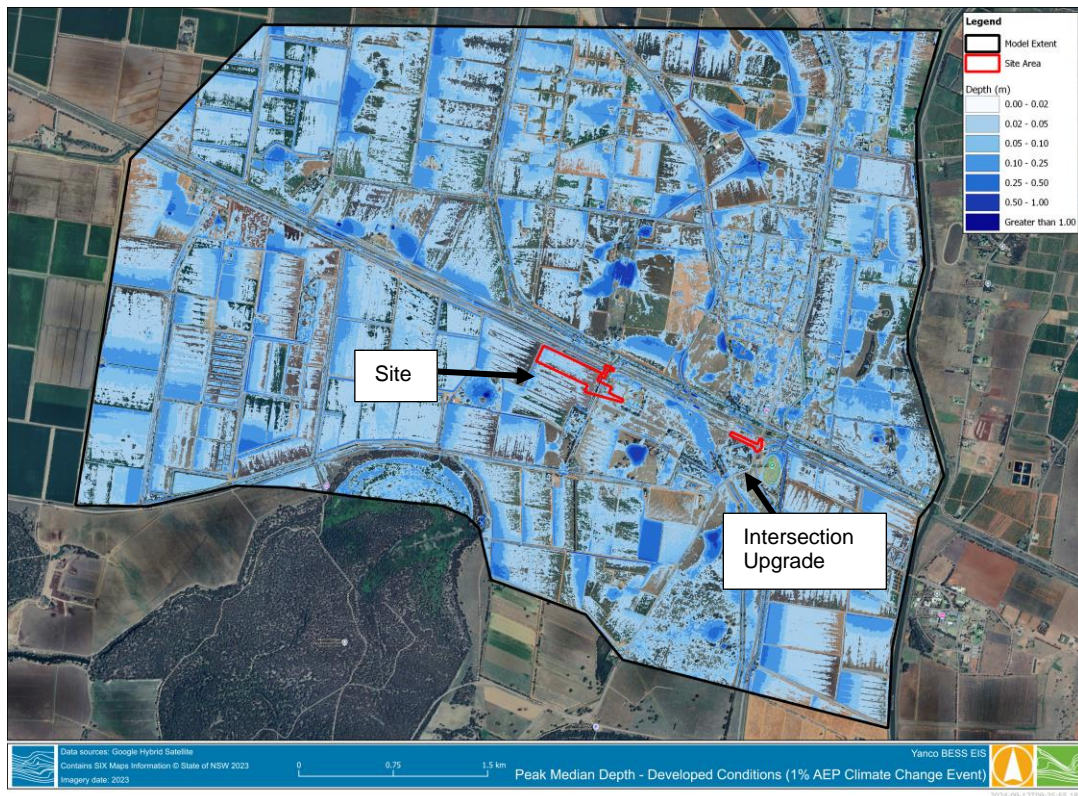 Legend
Model Extent
Site Area
Depth (m)
0.00 - 0.02
0.02 - 0.05
0.05 - 0.10
0.10 - 0.25
0.25 - 0.50
0.50 - 1.00
Greater than 1.00
Site
Intersection
Upgrade
Data sources: Google Hybrid Satellite
Contains SIX Maps Information © State of NSW 2023
Imagery date: 2023
0 0.75 1.5 km
Yanco BESS EIS
Peak Median Depth - Developed Conditions (1% AEP Climate Change Event)